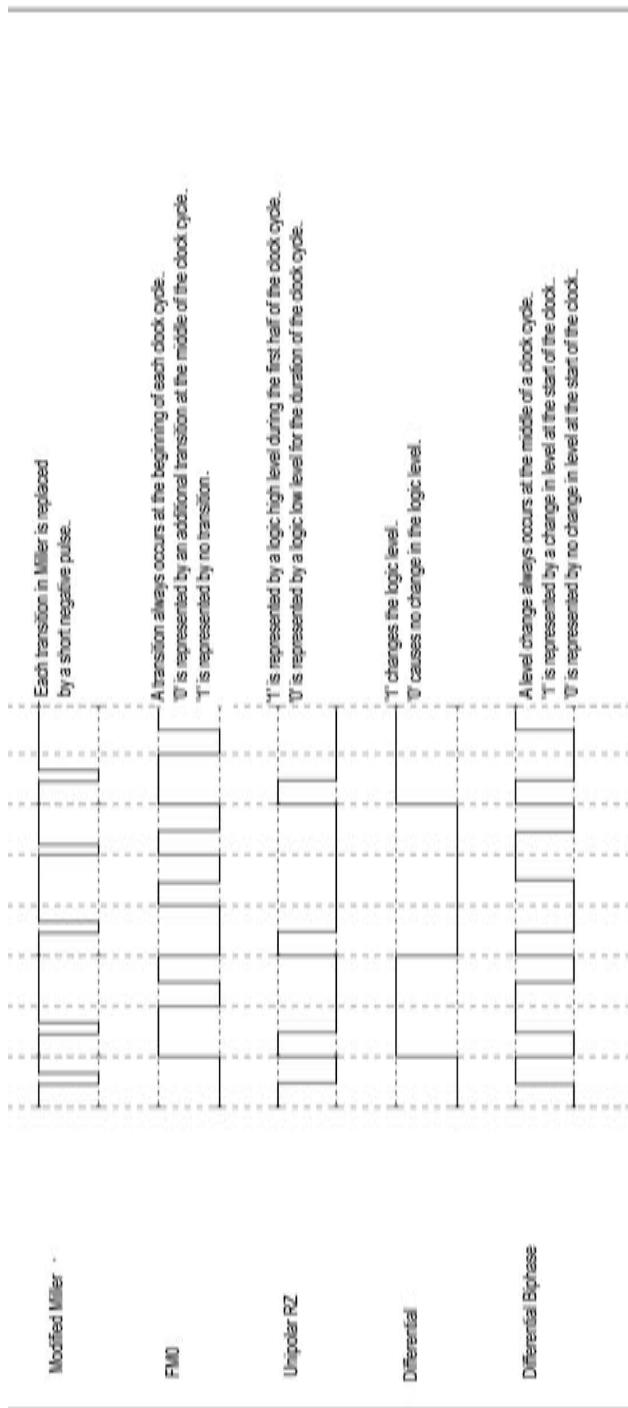 Modified Miller
Each transition in Miller is replaced
by a short negative pulse.
FM0
A transition always occurs at the beginning of each clock cycle.
'0' is represented by an additional transition at the middle of the clock cycle.
'1' is represented by no transition.
Unipolar RZ
'1' is represented by a logic high level during the first half of the clock cycle.
'0' is represented by a logic low level for the duration of the clock cycle.
Differential
'1' changes the logic level.
'0' causes no change in the logic level.
Differential Biphase
A level change always occurs at the middle of a clock cycle.
'1' is represented by a change in level at the start of the clock.
'0' is represented by no change in level at the start of the clock.